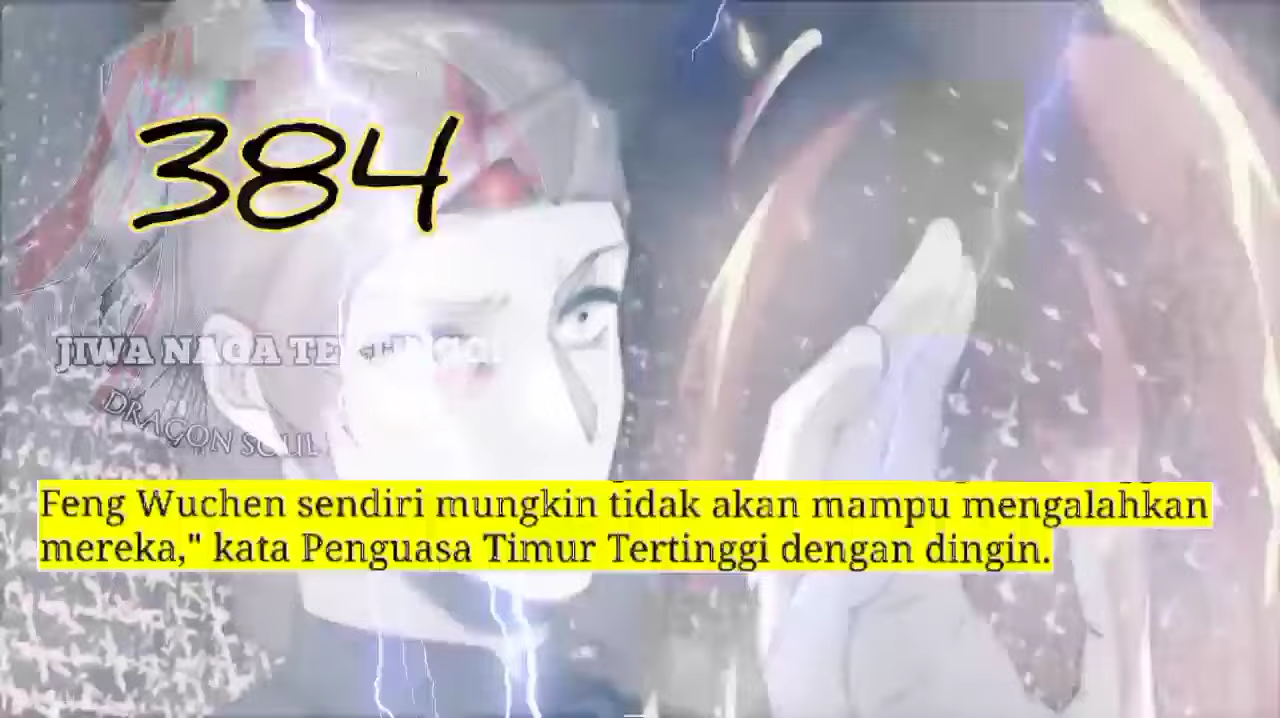 384
JIWA NAGA TERTINGGI
DRAGON SOUL
Feng Wuchen sendiri mungkin tidak akan mampu mengalahkan
mereka," kata Penguasa Timur Tertinggi dengan dingin.